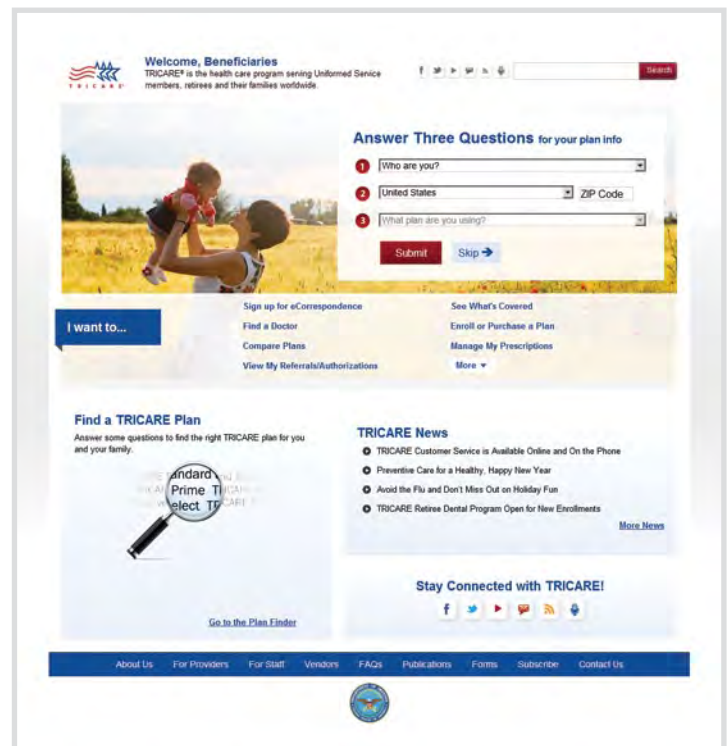 TRICARE
Welcome, Beneficiaries
TRICARE® is the health care program serving Uniformed Service
members, retirees and their families worldwide.
Search
Answer Three Questions for your plan info
1 Who are you?
2 United States ZIP Code
3 What plan are you using?
Submit Skip
I want to...
Sign up for eCorrespondence
Find a Doctor
Compare Plans
View My Referrals/Authorizations
See What's Covered
Enroll or Purchase a Plan
Manage My Prescriptions
More
Find a TRICARE Plan
Answer some questions to find the right TRICARE plan for you
and your family.
andard
Prime
elect
Go to the Plan Finder
TRICARE News
TRICARE Customer Service is Available Online and On the Phone
Preventive Care for a Healthy, Happy New Year
Avoid the Flu and Don't Miss Out on Holiday Fun
TRICARE Retiree Dental Program Open for New Enrollments
More News
Stay Connected with TRICARE!
About Us For Providers For Staff Vendors FAQs Publications Forms Subscribe Contact Us